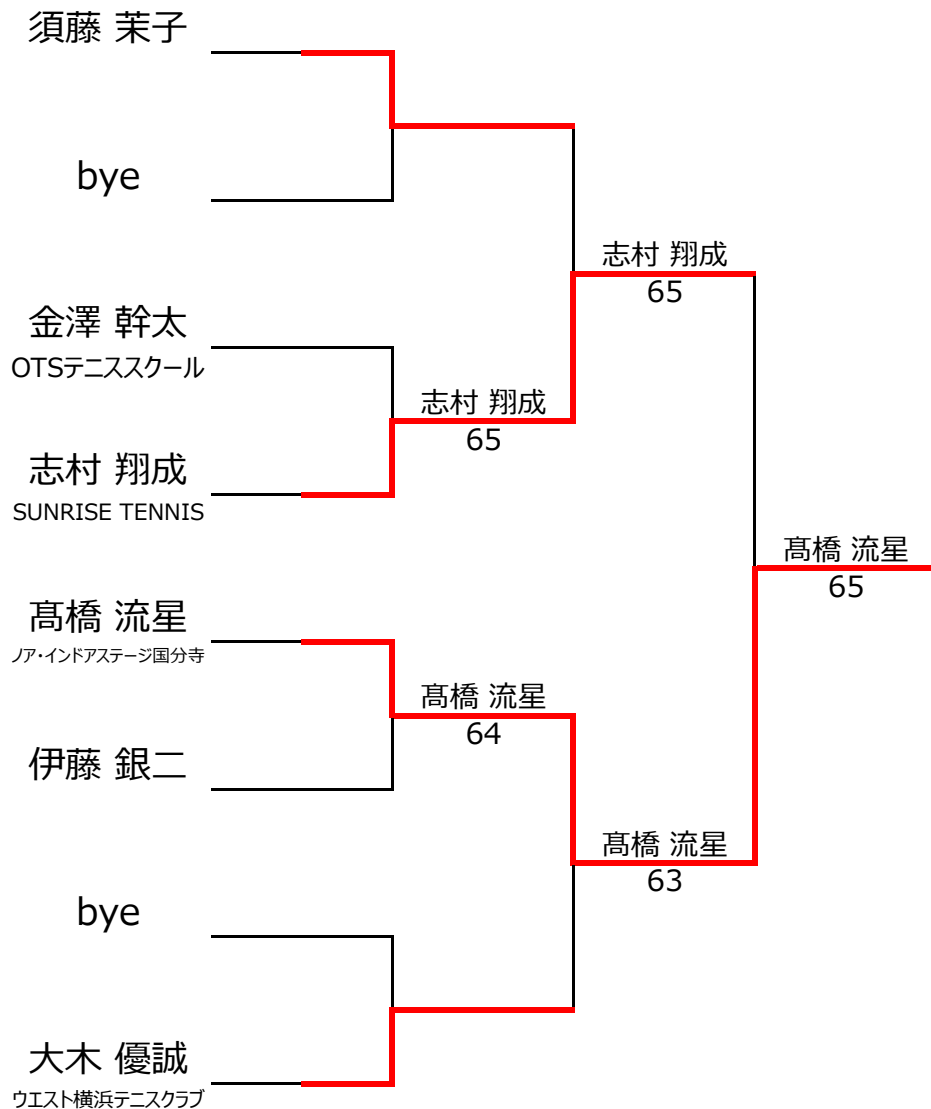 須藤 茉子
bye
金澤 幹太
OTSテニススクール
志村 翔成
SUNRISE TENNIS
髙橋 流星
ノア・インドアステージ国分寺
伊藤 銀二
bye
大木 優誠
ウエスト横浜テニスクラブ
志村 翔成
65
髙橋 流星
64
志村 翔成
65
髙橋 流星
63
髙橋 流星
65